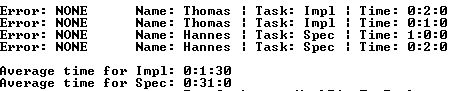 Error: NONE Name: Thomas | Task: Impl | Time: 0:2:0
Error: NONE Name: Thomas | Task: Impl | Time: 0:1:0
Error: NONE Name: Hannes | Task: Spec | Time: 1:0:0
Error: NONE Name: Hannes | Task: Spec | Time: 0:2:0
Average time for Impl: 0:1:30
Average time for Spec: 0:31:0